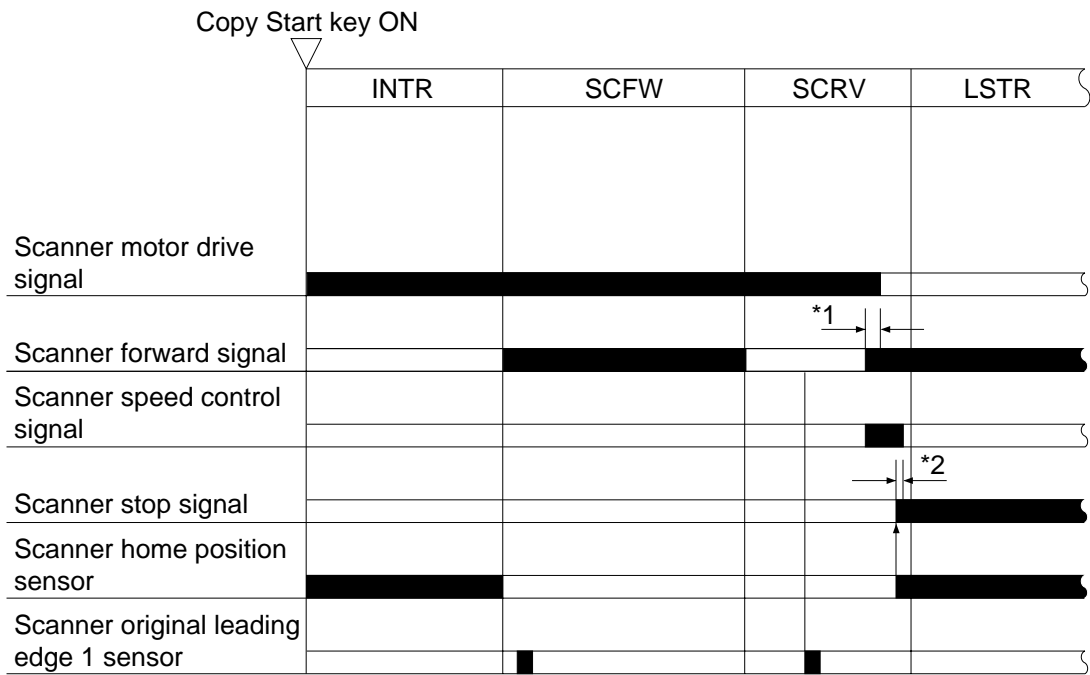 Copy Start key ON
INTR
SCFW
SCRV
LSTR
Scanner motor drive
signal
*1
Scanner forward signal
Scanner speed control
signal
*2
Scanner stop signal
Scanner home position
sensor
Scanner original leading
edge 1 sensor